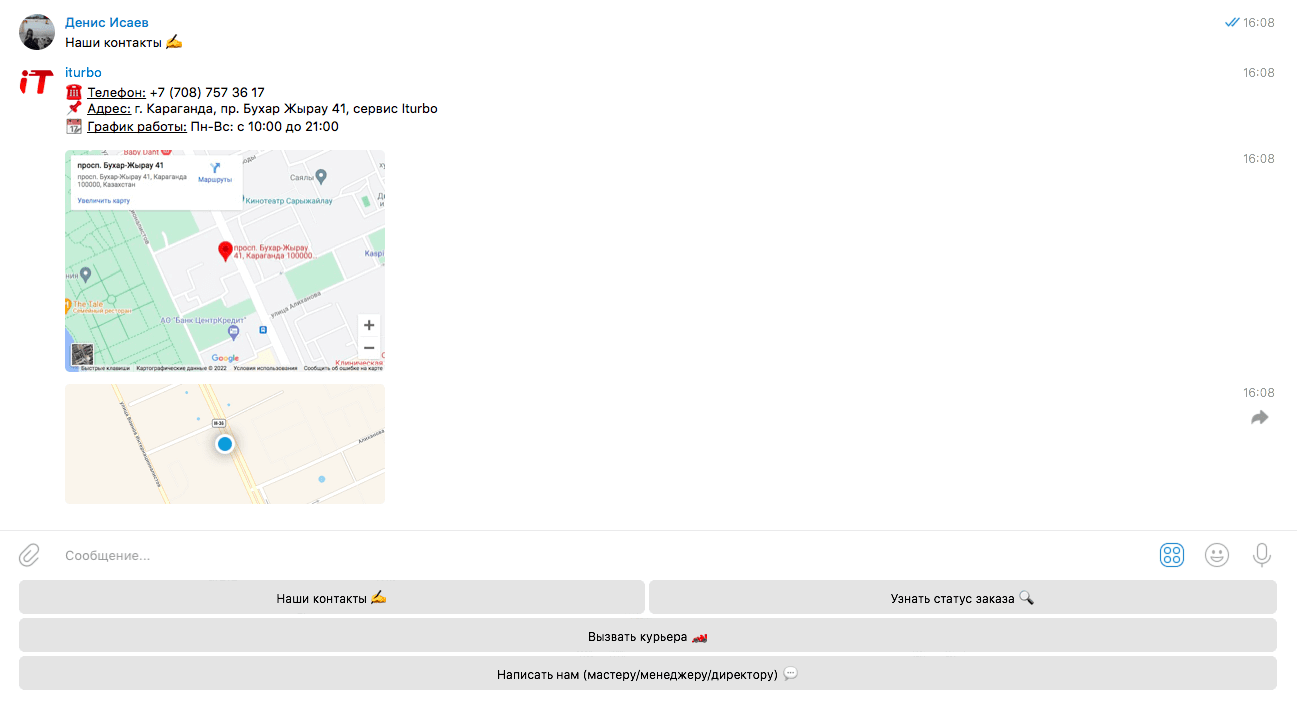 Денис Исаев
16:08
Наши контакты ✍️
iT
iturbo
16:08
☎️ Телефон: +7 (708) 757 36 17
📌 Адрес: г. Караганда, пр. Бухар Жырау 41, сервис Iturbo
📆 График работы: Пн-Вс: с 10:00 до 21:00
16:08
Baby Dant
просп. Бухар-Жырау 41
просп. Бухар-Жырау 41, Караганда
100000, Казахстан
Маршруты
Увеличить карту
Саялы
Кинотеатр Сарыжайлау
просп. Бухар-Жырау
41, Караганда 100000...
Kaspi
The Tale
Семейный ресторан
улица Алиханова
АО "Банк ЦентрКредит"
+
−
Google
Клиническая
Быстрые клавиши
Картографические данные © 2022
Условия использования
Сообщить об ошибке на карте
16:08
улица Воинов Интернационалистов
М-36
Алиханова
Сообщение...
Наши контакты ✍️
Узнать статус заказа 🔍
Вызвать курьера 🏎️
Написать нам (мастеру/менеджеру/директору) 💬